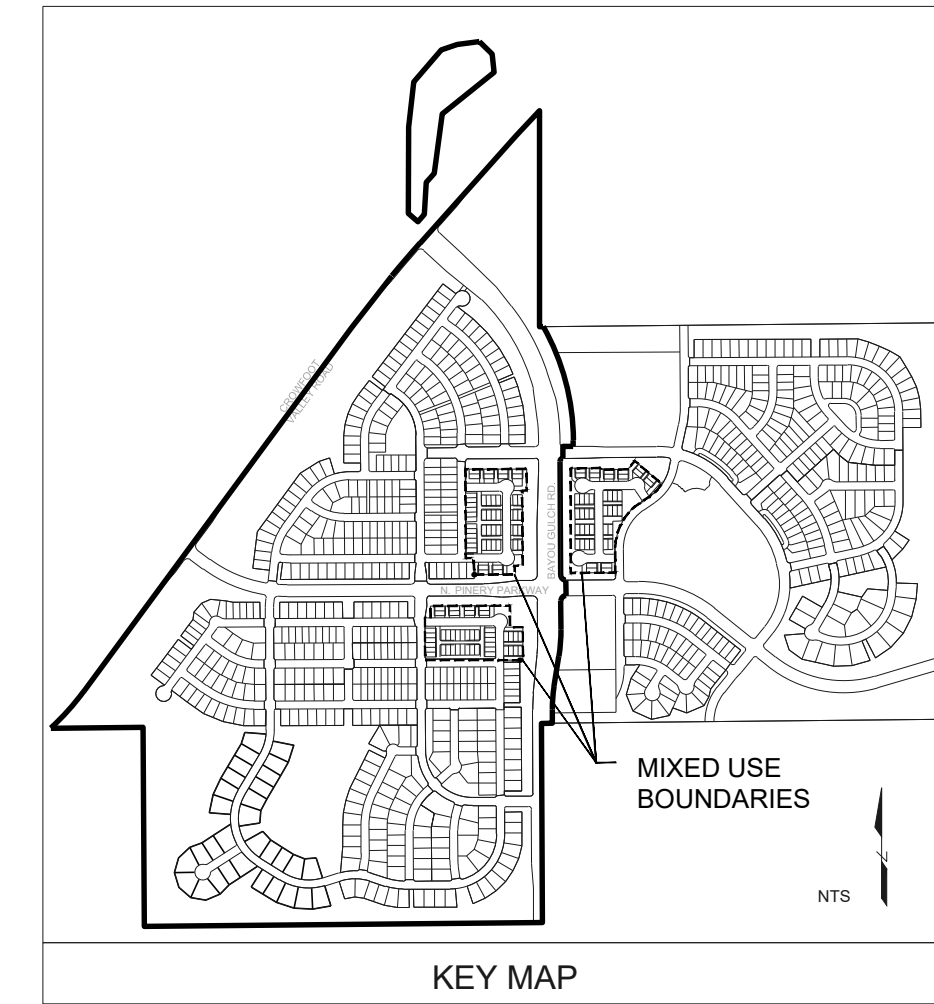 CROWFOOT
VALLEY ROAD
BAYOU GULCH RD.
N. PINERY PARKWAY
MIXED USE
BOUNDARIES
NTS
KEY MAP